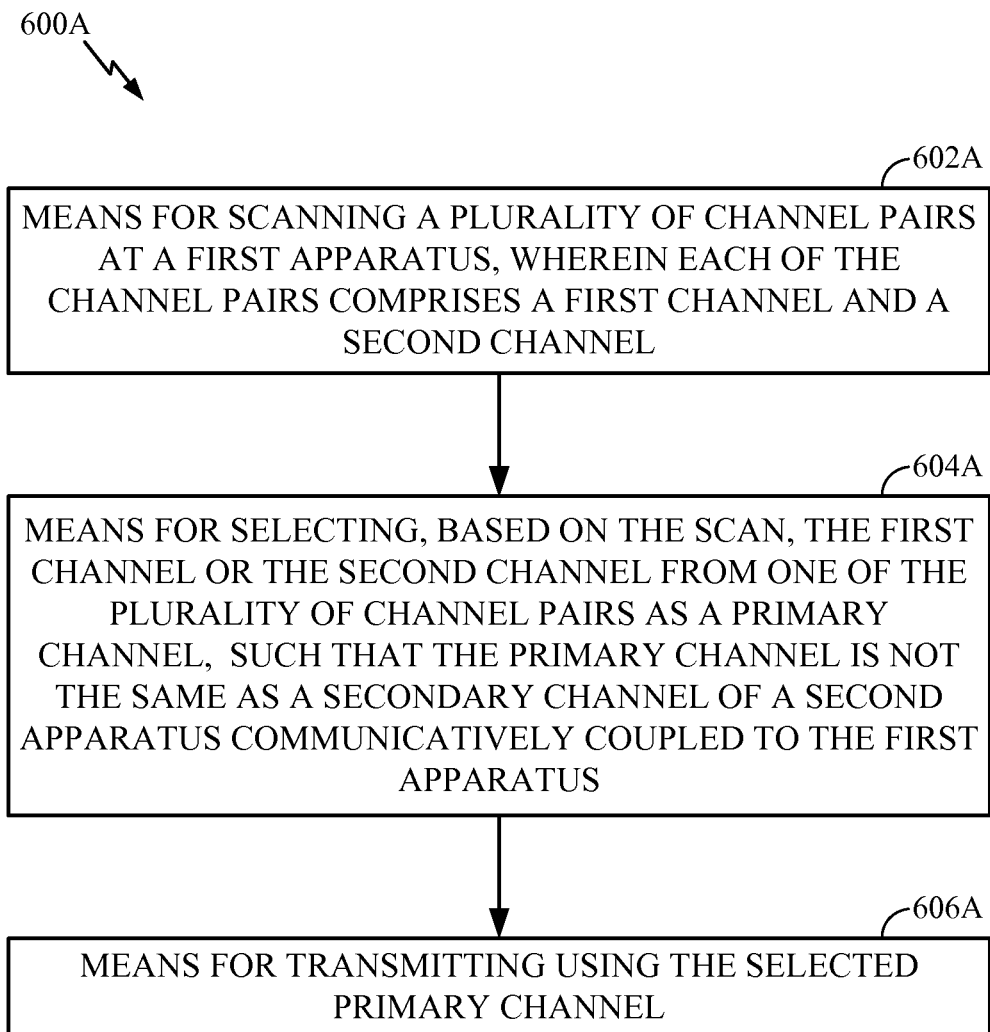 600A
602A
MEANS FOR SCANNING A PLURALITY OF CHANNEL PAIRS
AT A FIRST APPARATUS, WHEREIN EACH OF THE
CHANNEL PAIRS COMPRISES A FIRST CHANNEL AND A
SECOND CHANNEL
604A
MEANS FOR SELECTING, BASED ON THE SCAN, THE FIRST
CHANNEL OR THE SECOND CHANNEL FROM ONE OF THE
PLURALITY OF CHANNEL PAIRS AS A PRIMARY
CHANNEL, SUCH THAT THE PRIMARY CHANNEL IS NOT
THE SAME AS A SECONDARY CHANNEL OF A SECOND
APPARATUS COMMUNICATIVELY COUPLED TO THE FIRST
APPARATUS
606A
MEANS FOR TRANSMITTING USING THE SELECTED
PRIMARY CHANNEL